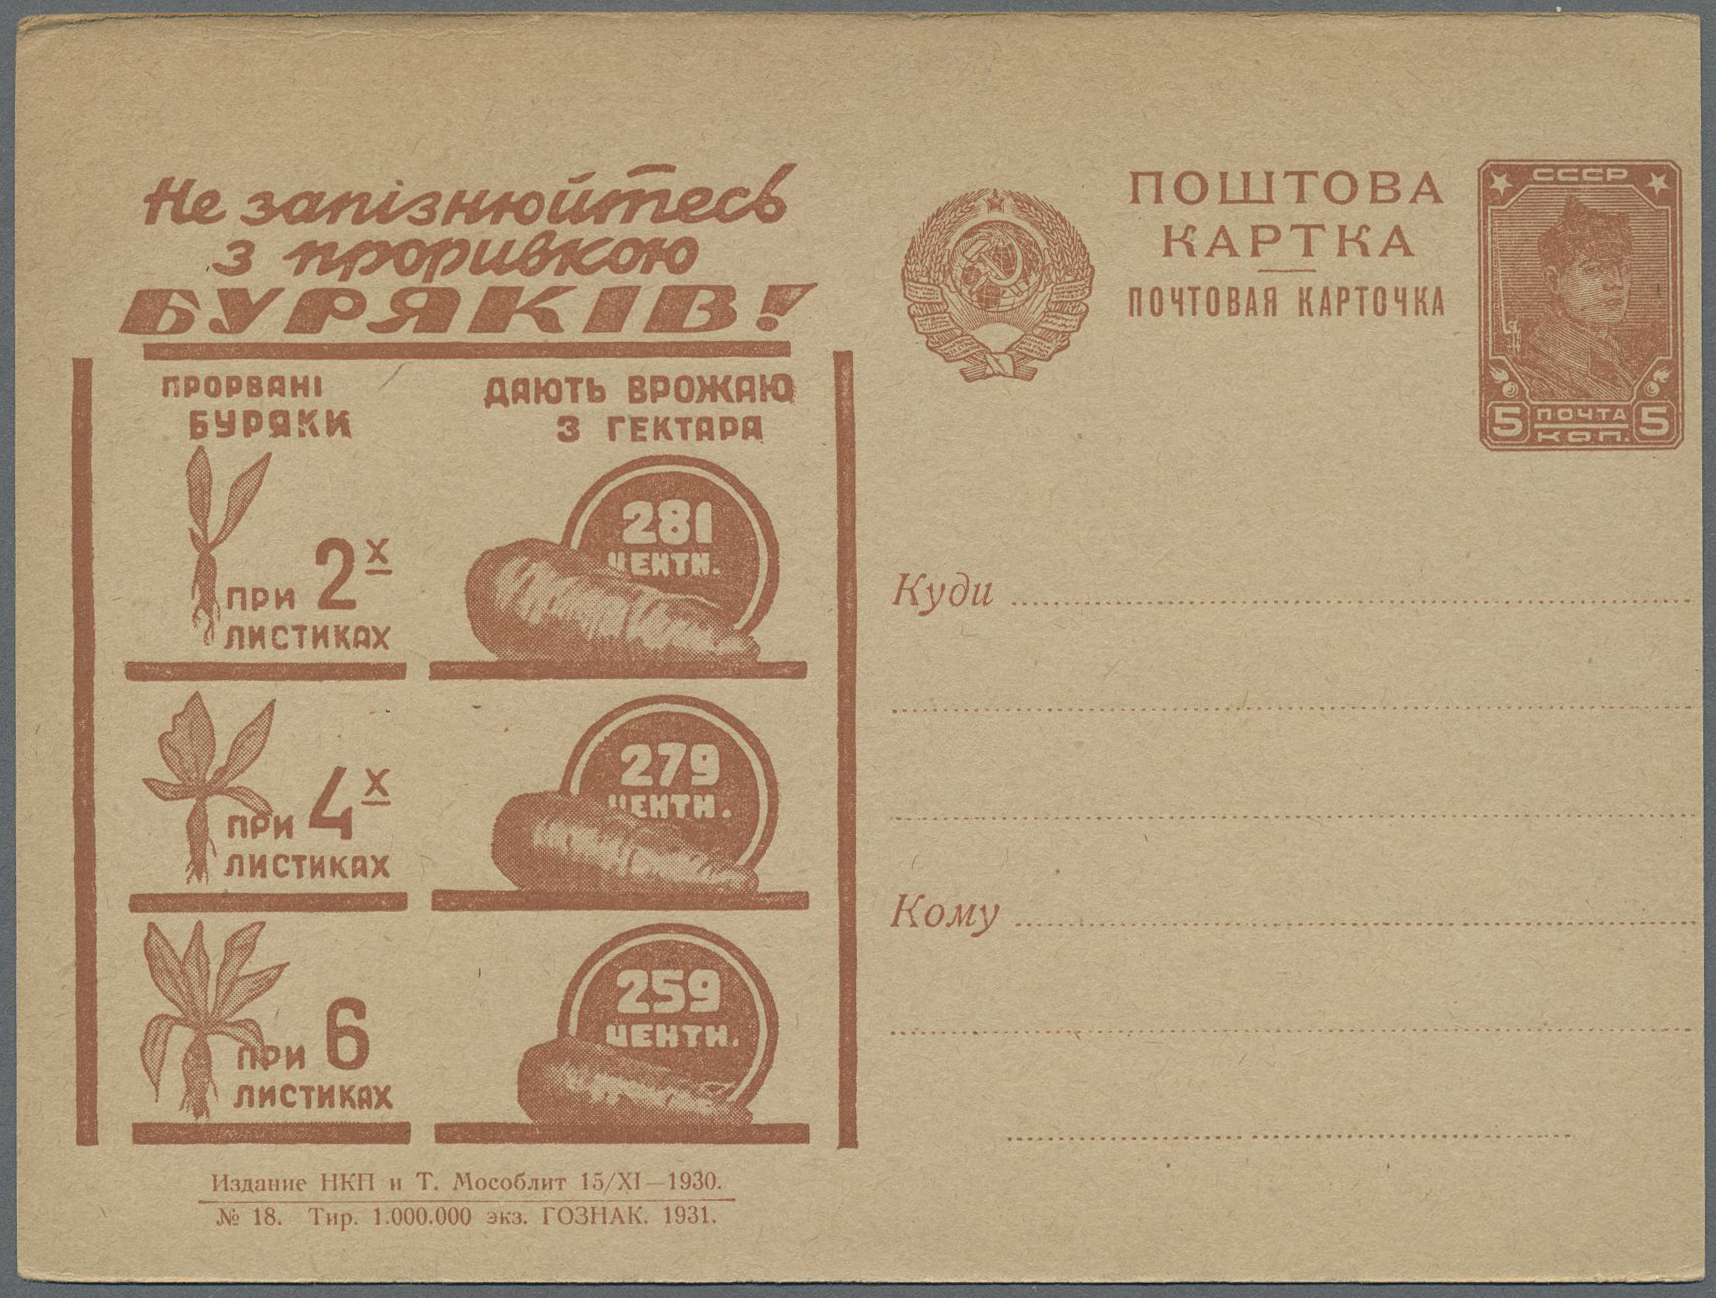 Не запізнюйтесь
з проривкою
БУРЯКІВ!
ПРОРВАНІ
БУРЯКИ
ДАЮТЬ ВРОЖАЮ
З ГЕКТАРА
ПРИ 2х
ЛИСТИКАХ
281
ЦЕНТН.
ПРИ 4х
ЛИСТИКАХ
279
ЦЕНТН.
ПРИ 6
ЛИСТИКАХ
259
ЦЕНТН.
Издание НКП и Т. Мособлит 15/XI—1930.
№ 18. Тир. 1.000.000 экз. ГОЗНАК. 1931.
ПОШТОВА
КАРТКА
ПОЧТОВАЯ КАРТОЧКА
СССР
5 ПОЧТА 5
КОП.
Куди
Кому